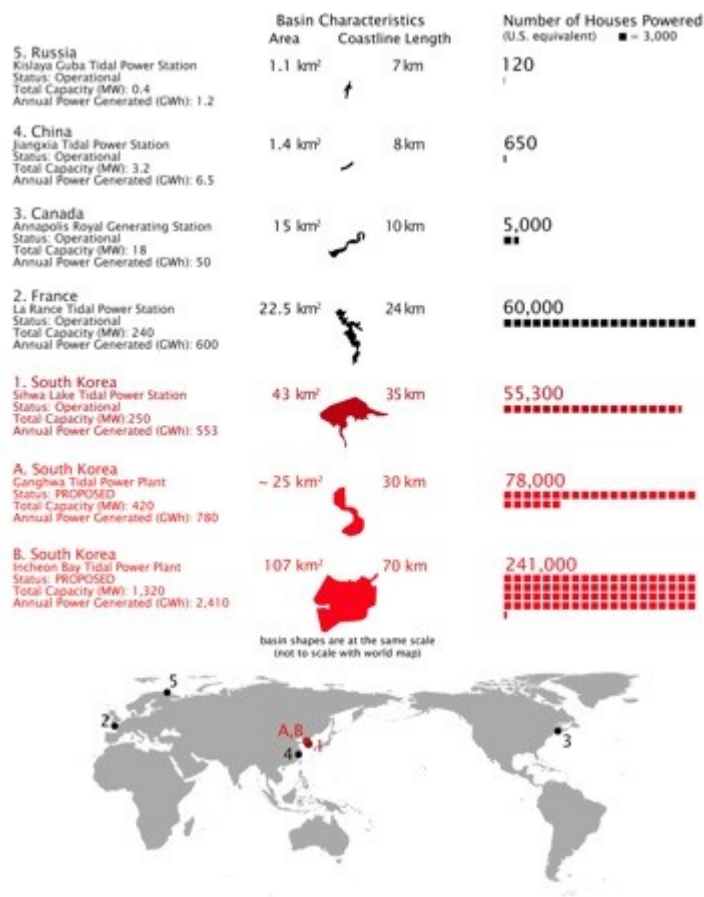 Basin Characteristics
Area Coastline Length
Number of Houses Powered
(U.S. equivalent) ■ = 3,000
5. Russia
Kislaya Guba Tidal Power Station
Status: Operational
Total Capacity (MW): 0.4
Annual Power Generated (GWh): 1.2
1.1 km² 7 km
120
4. China
Jiangxia Tidal Power Station
Status: Operational
Total Capacity (MW): 3.2
Annual Power Generated (GWh): 6.5
1.4 km² 8 km
650
3. Canada
Annapolis Royal Generating Station
Status: Operational
Total Capacity (MW): 18
Annual Power Generated (GWh): 50
15 km² 10 km
5,000
2. France
La Rance Tidal Power Station
Status: Operational
Total Capacity (MW): 240
Annual Power Generated (GWh): 600
22.5 km² 24 km
60,000
1. South Korea
Sihwa Lake Tidal Power Station
Status: Operational
Total Capacity (MW):250
Annual Power Generated (GWh): 553
43 km² 35 km
55,300
A. South Korea
Ganghwa Tidal Power Plant
Status: PROPOSED
Total Capacity (MW): 420
Annual Power Generated (GWh): 780
~ 25 km² 30 km
78,000
B. South Korea
Incheon Bay Tidal Power Plant
Status: PROPOSED
Total Capacity (MW): 1,320
Annual Power Generated (GWh): 2,410
107 km² 70 km
241,000
basin shapes are at the same scale
(not to scale with world map)
5
2
A,B
1
4
3